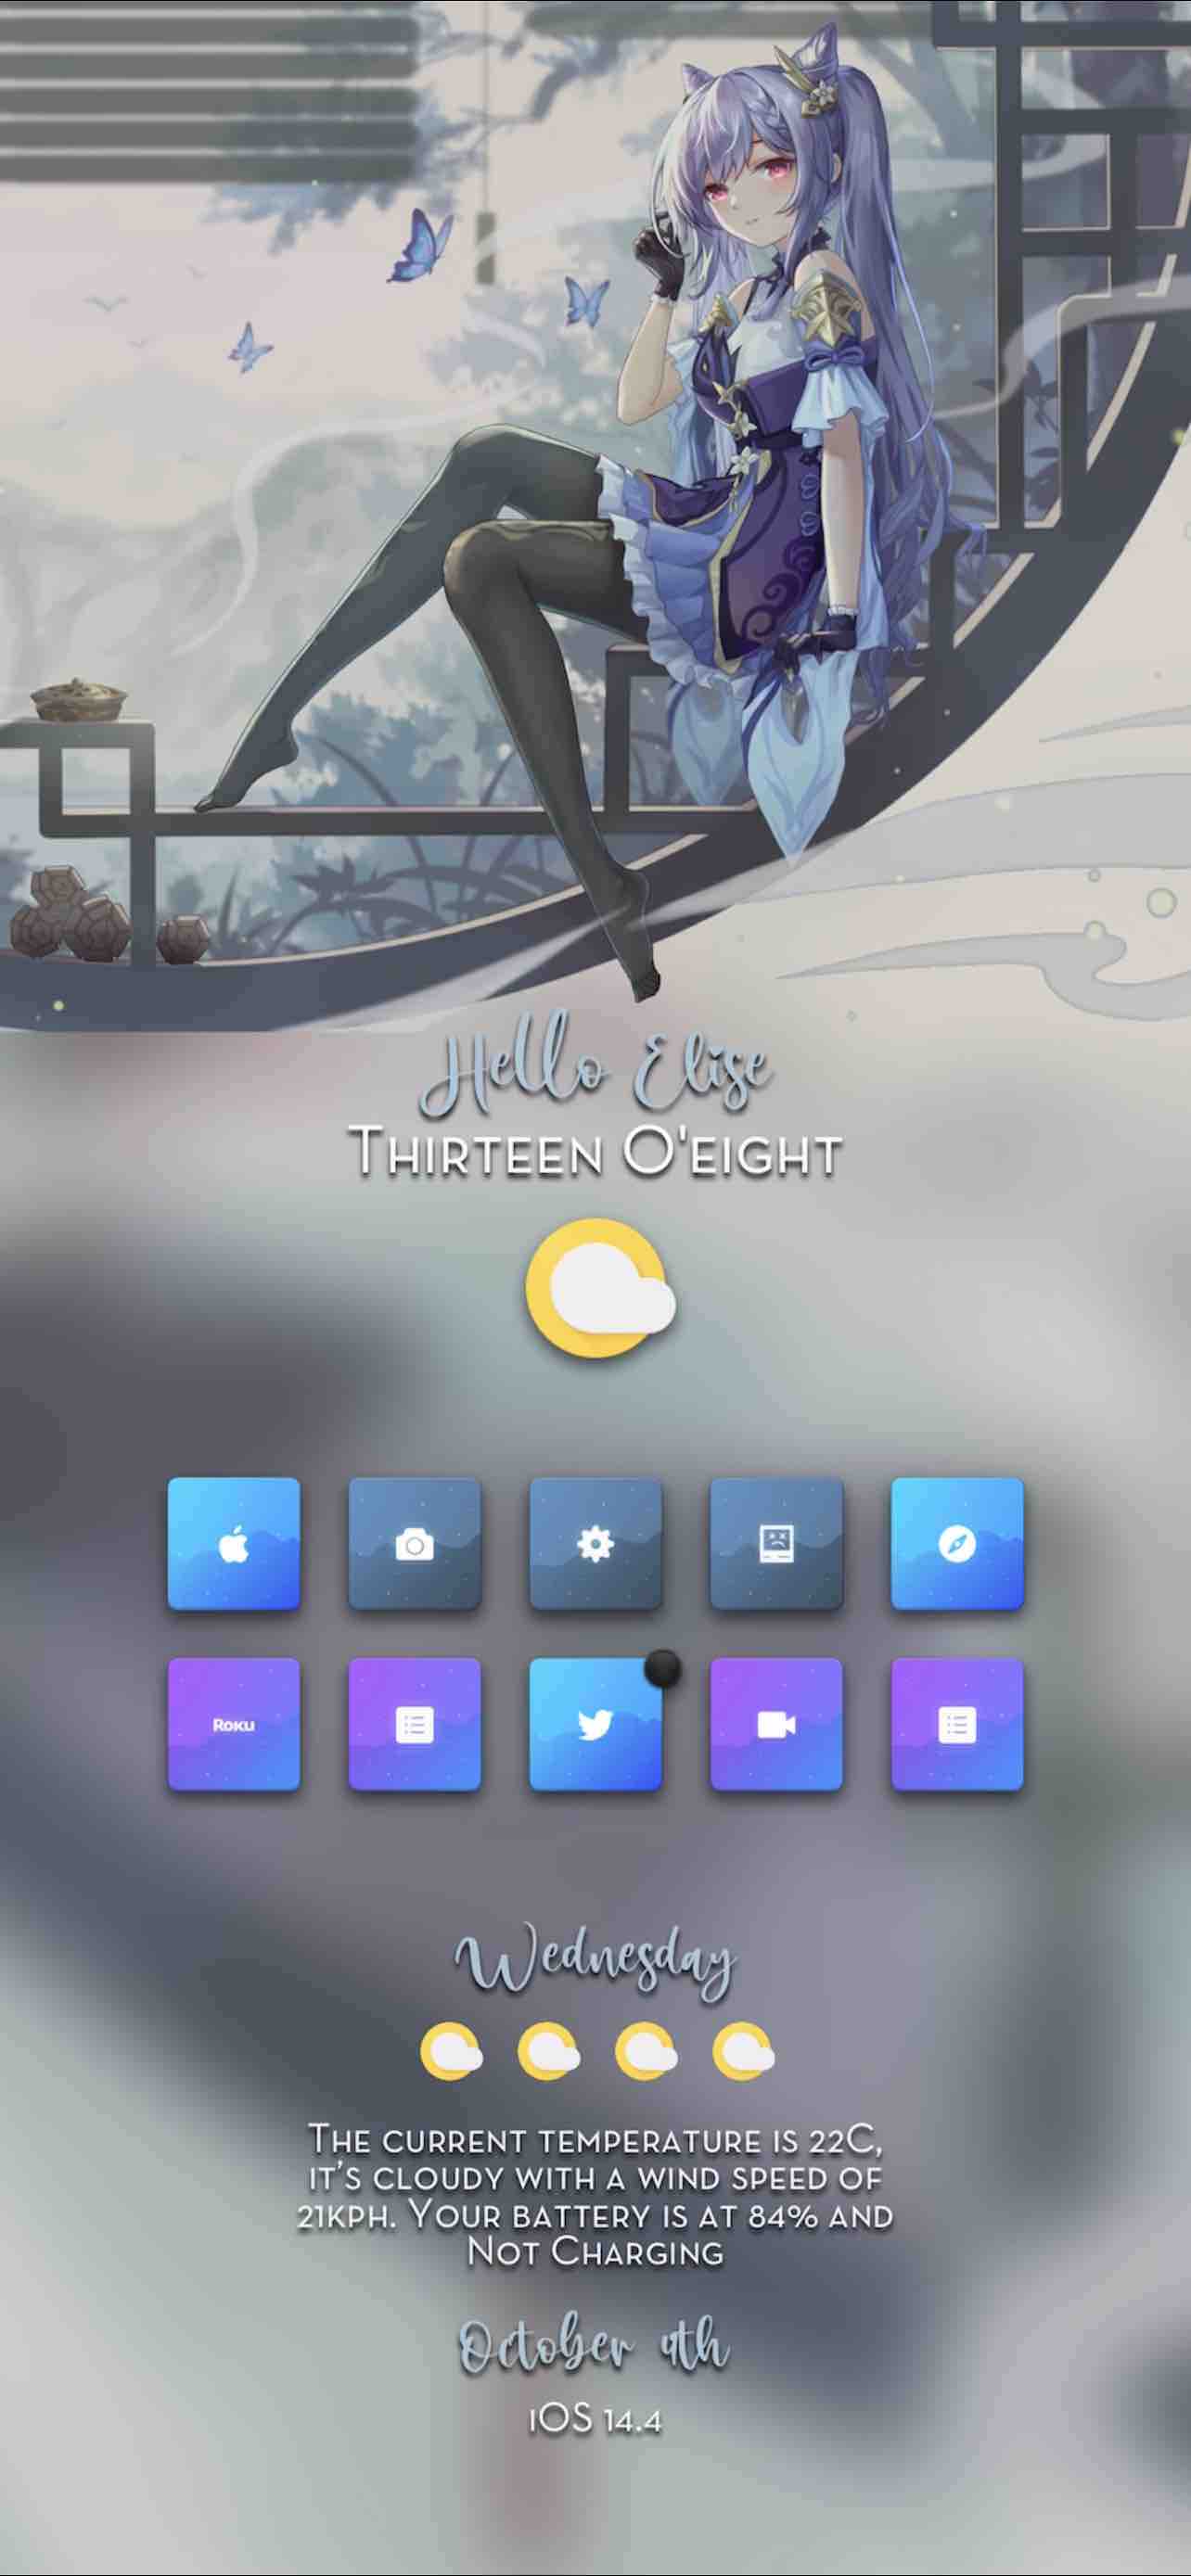 Hello Elise
Thirteen O'eight
Roku
Wednesday
The current temperature is 22C,
it's cloudy with a wind speed of
21kph. Your battery is at 84% and
Not Charging
October 4th
iOS 14.4